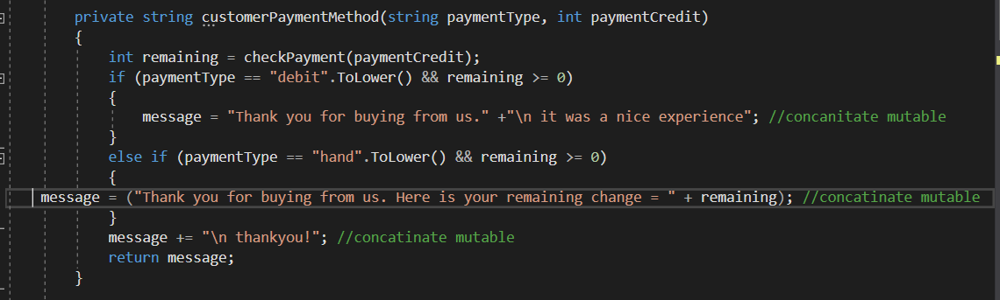 private string customerPaymentMethod(string paymentType, int paymentCredit)
{
int remaining = checkPayment(paymentCredit);
if (paymentType == "debit".ToLower() && remaining >= 0)
{
message = "Thank you for buying from us." +"\n it was a nice experience"; //concanitate mutable
}
else if (paymentType == "hand".ToLower() && remaining >= 0)
{
message = ("Thank you for buying from us. Here is your remaining change = " + remaining); //concatinate mutable
}
message += "\n thankyou!"; //concatinate mutable
return message;
}